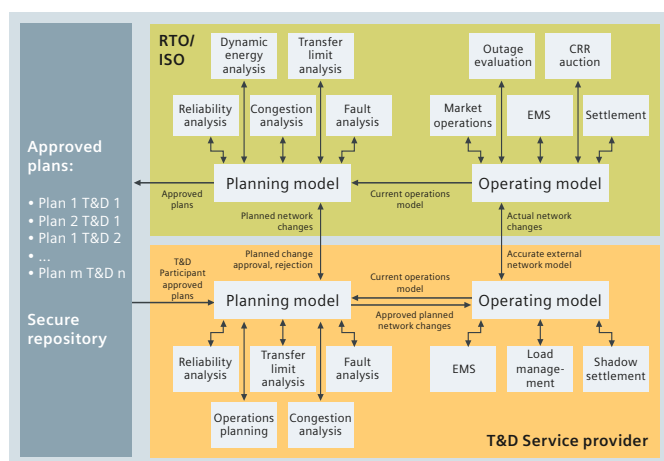 RTO/
ISO
Dynamic
energy
analysis
Transfer
limit
analysis
Outage
evaluation
CRR
auction
Reliability
analysis
Congestion
analysis
Fault
analysis
Market
operations
EMS
Settlement
Approved
plans:
• Plan 1 T&D 1
• Plan 2 T&D 1
• Plan 1 T&D 2
• ...
• Plan m T&D n
Secure
repository
Approved
plans
Planning model
Current operations
model
Operating model
Planned network
changes
Actual network
changes
T&D
Participant
approved
plans
Planned change
approval, rejection
Accurate external
network model
Current operations
model
Planning model
Operating model
Approved planned
network changes
Reliability
analysis
Transfer
limit
analysis
Fault
analysis
EMS
Load
manage-
ment
Shadow
settlement
Operations
planning
Congestion
analysis
T&D Service provider